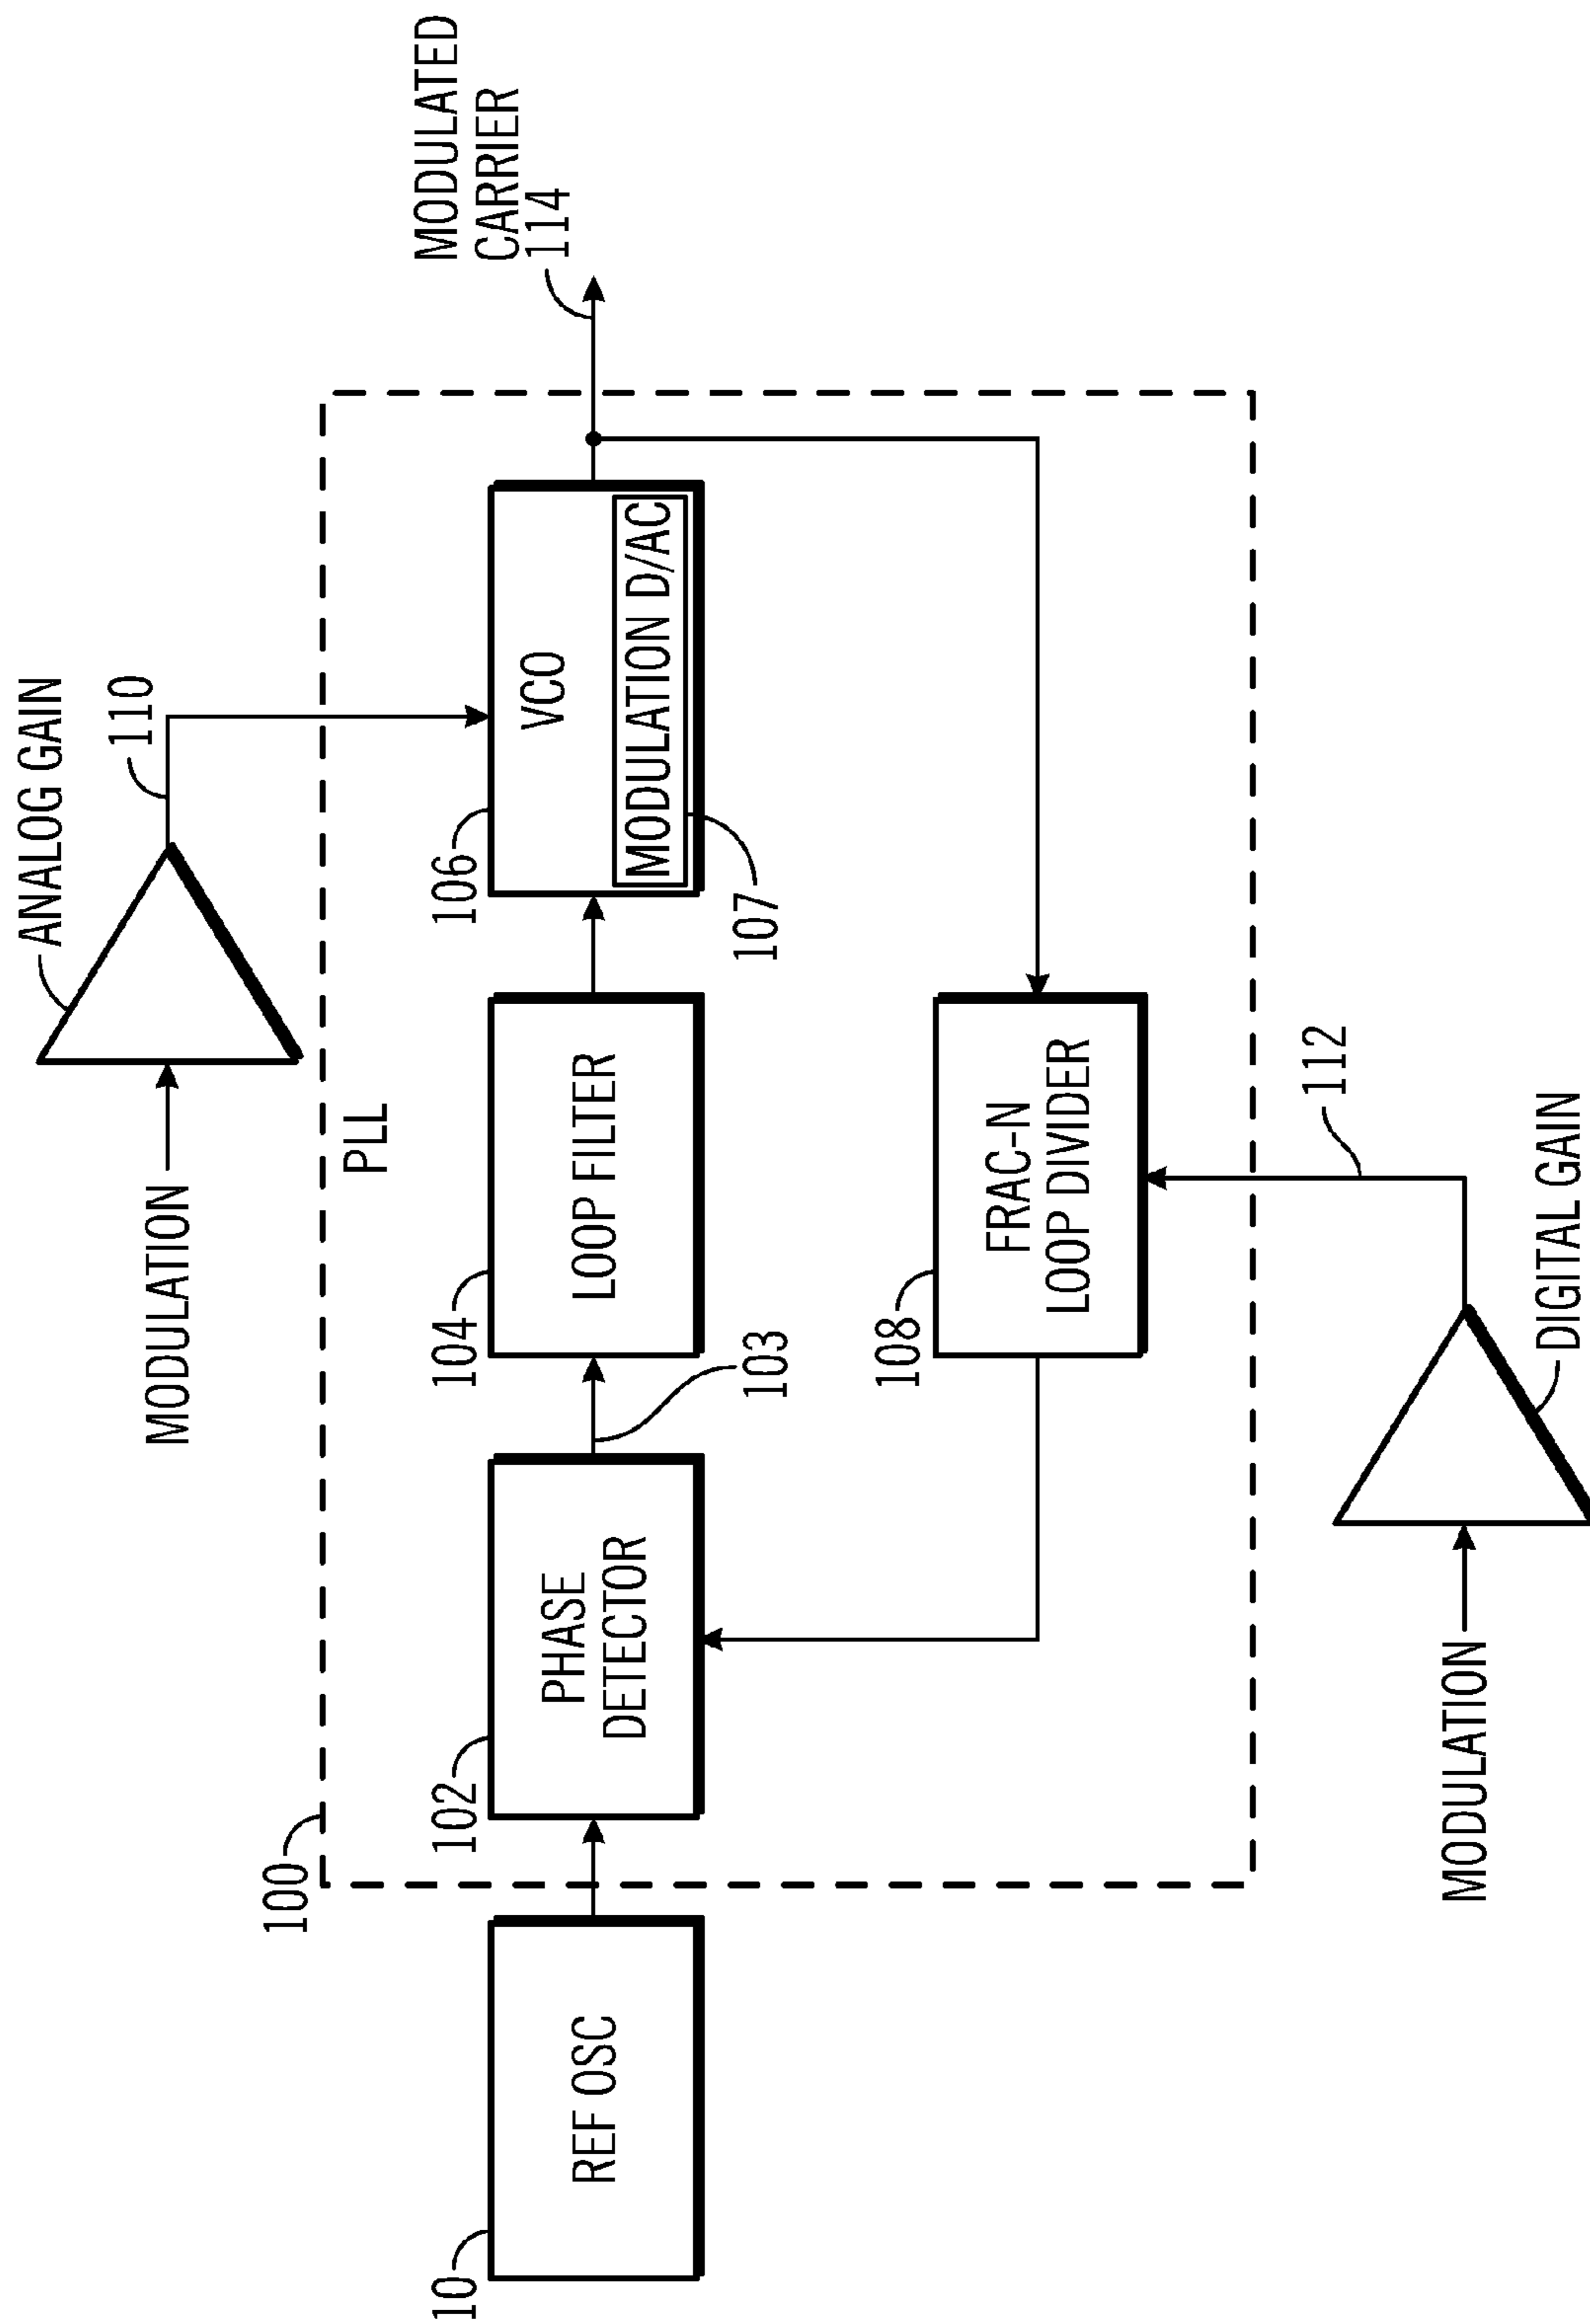 ANALOG GAIN
MODULATION
110
MODULATED
CARRIER
114
PLL
100
10
REF OSC
102
PHASE
DETECTOR
103
104
LOOP FILTER
106
VCO
MODULATION D/AC
107
108
FRAC-N
LOOP DIVIDER
112
MODULATION
DIGITAL GAIN